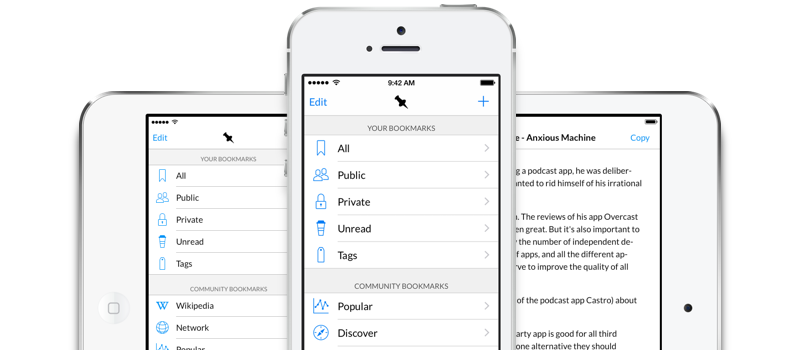 9:42 AM
Edit
+
YOUR BOOKMARKS
All
Public
Private
Unread
Tags
COMMUNITY BOOKMARKS
Popular
Discover
Edit
YOUR BOOKMARKS
All
Public
Private
Unread
Tags
COMMUNITY BOOKMARKS
W Wikipedia
Network
Popular
- Anxious Machine
Copy
a podcast app, he was deliber-
to rid himself of his irrational
The reviews of his app Overcast
great. But it's also important to
the number of independent de-
apps, and all the different ap-
to improve the quality of all
of the podcast app Castro) about
app is good for all third
one alternative they should